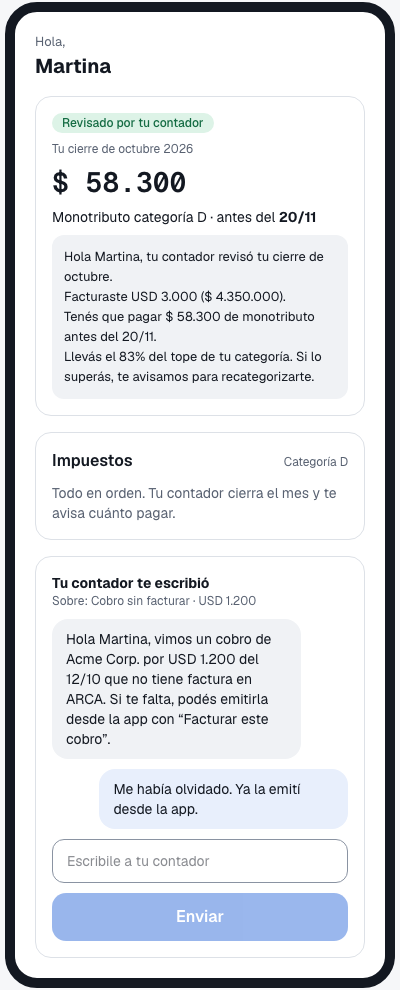 Hola,
Martina
Revisado por tu contador
Tu cierre de octubre 2026
$ 58.300
Monotributo categoría D · antes del 20/11
Hola Martina, tu contador revisó tu cierre de
octubre.
Facturaste USD 3.000 ($ 4.350.000).
Tenés que pagar $ 58.300 de monotributo
antes del 20/11.
Llevás el 83% del tope de tu categoría. Si lo
superás, te avisamos para recategorizarte.
Impuestos
Categoría D
Todo en orden. Tu contador cierra el mes y te
avisa cuánto pagar.
Tu contador te escribió
Sobre: Cobro sin facturar · USD 1.200
Hola Martina, vimos un cobro de
Acme Corp. por USD 1.200 del
12/10 que no tiene factura en
ARCA. Si te falta, podés emitirla
desde la app con “Facturar este
cobro”.
Me había olvidado. Ya la emití
desde la app.
Escribile a tu contador
Enviar